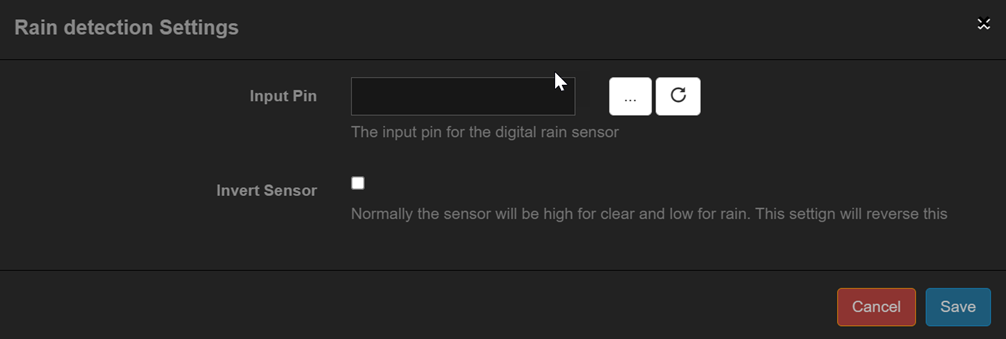 Rain detection Settings
Input Pin
...
The input pin for the digital rain sensor
Invert Sensor
Normally the sensor will be high for clear and low for rain. This settign will reverse this
Cancel Save